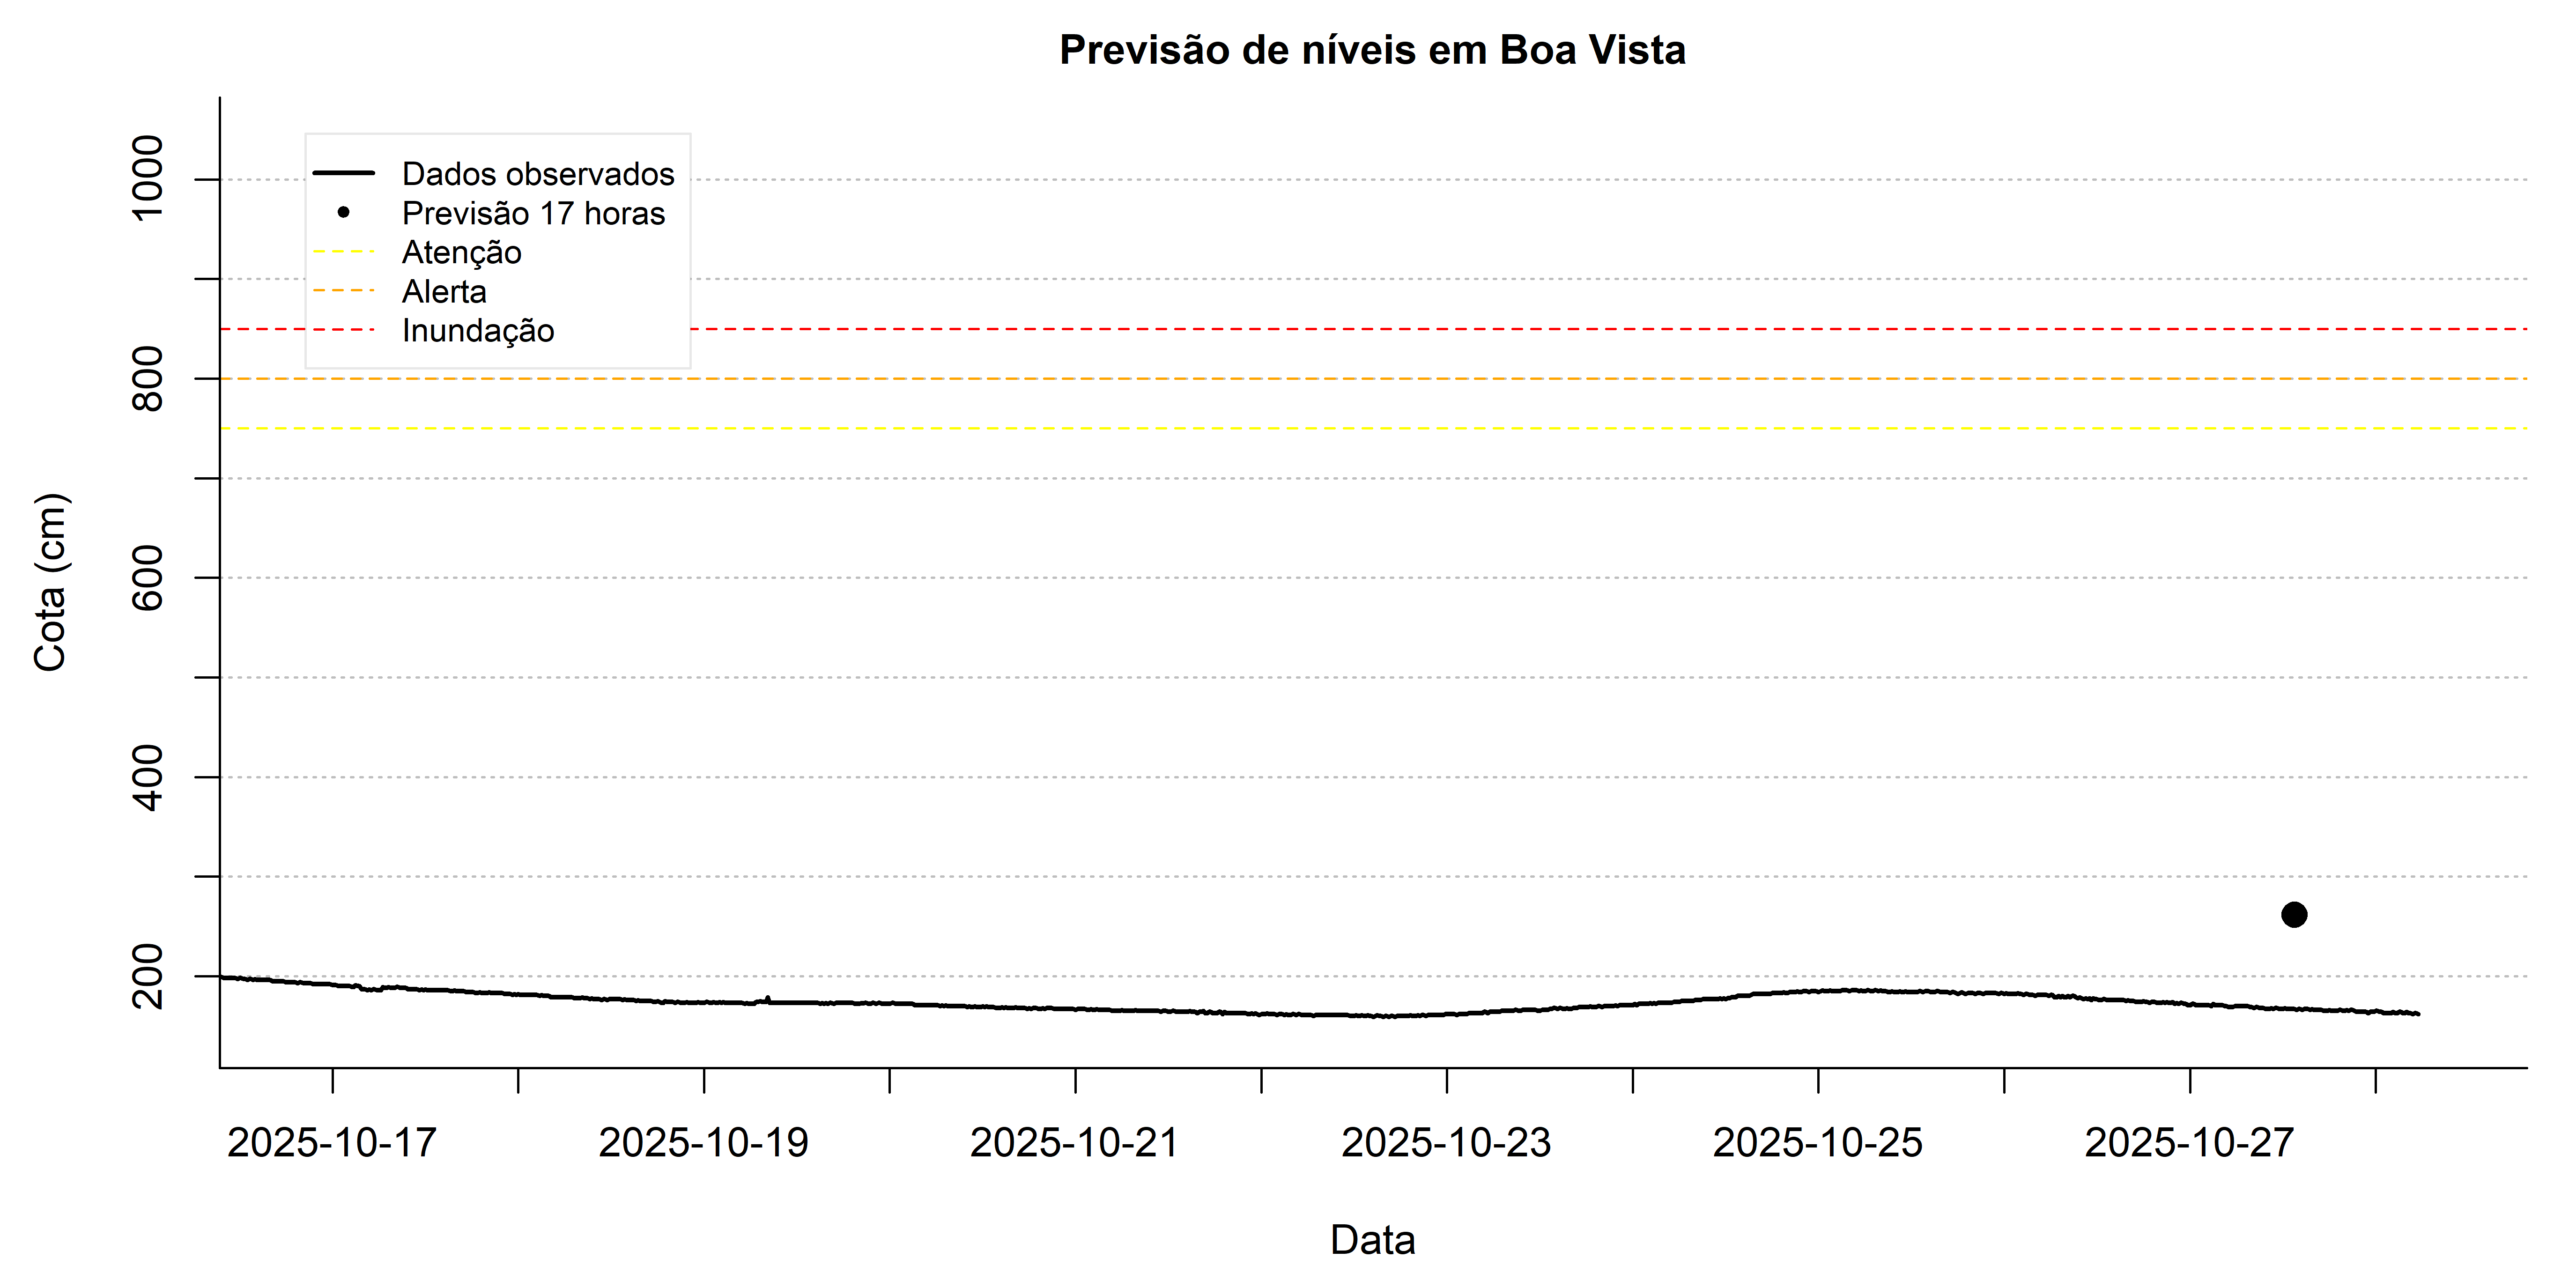 Previsão de níveis em Boa Vista
1000
800
600
400
200
Cota (cm)
Dados observados
Previsão 17 horas
Atenção
Alerta
Inundação
2025-10-17
2025-10-19
2025-10-21
2025-10-23
2025-10-25
2025-10-27
Data